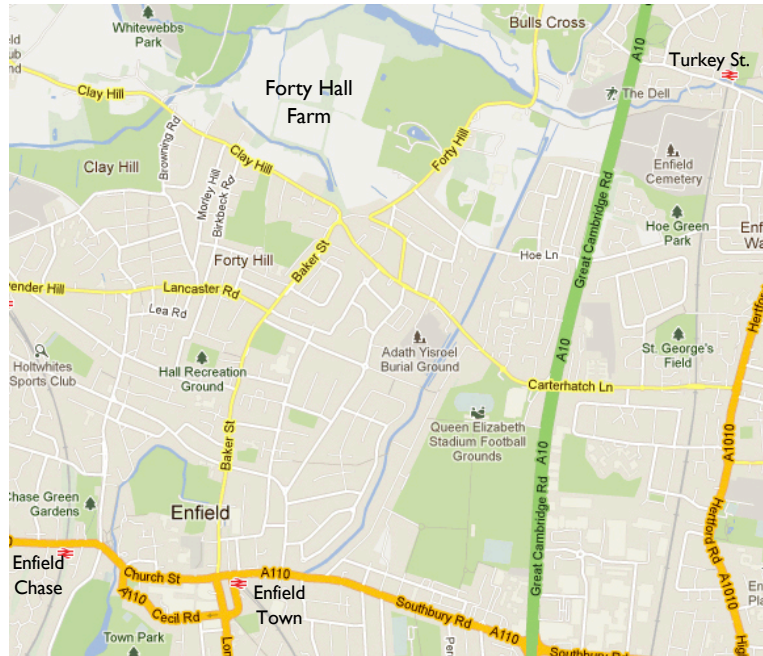 Whitewebbs
Park
Bulls Cross
A10
Turkey St.
Clay Hill
Forty Hall
Farm
The Dell
Browning Rd
Clay Hill
Clay Hill
Forty Hill
Enfield
Cemetery
Morley Hill
Birkbeck Rd
Great Cambridge Rd
Hoe Green
Park
Forty Hill
Baker St
Hoe Ln
Lancaster Rd
Lea Rd
Hertford
A10
Adath Yisroel
Burial Ground
St. George's
Field
Holtwhites
Sports Club
Hall Recreation
Ground
Carterhatch Ln
Queen Elizabeth
Stadium Football
Grounds
A10
A1010
Baker St
Chase Green
Gardens
Enfield
Great Cambridge Rd
Hertford Rd
Enfield
Chase
Church St
A110
Enfield
Town
A110
Cecil Rd
Southbury Rd
A1010
Town Park
A110
Southbury Rd